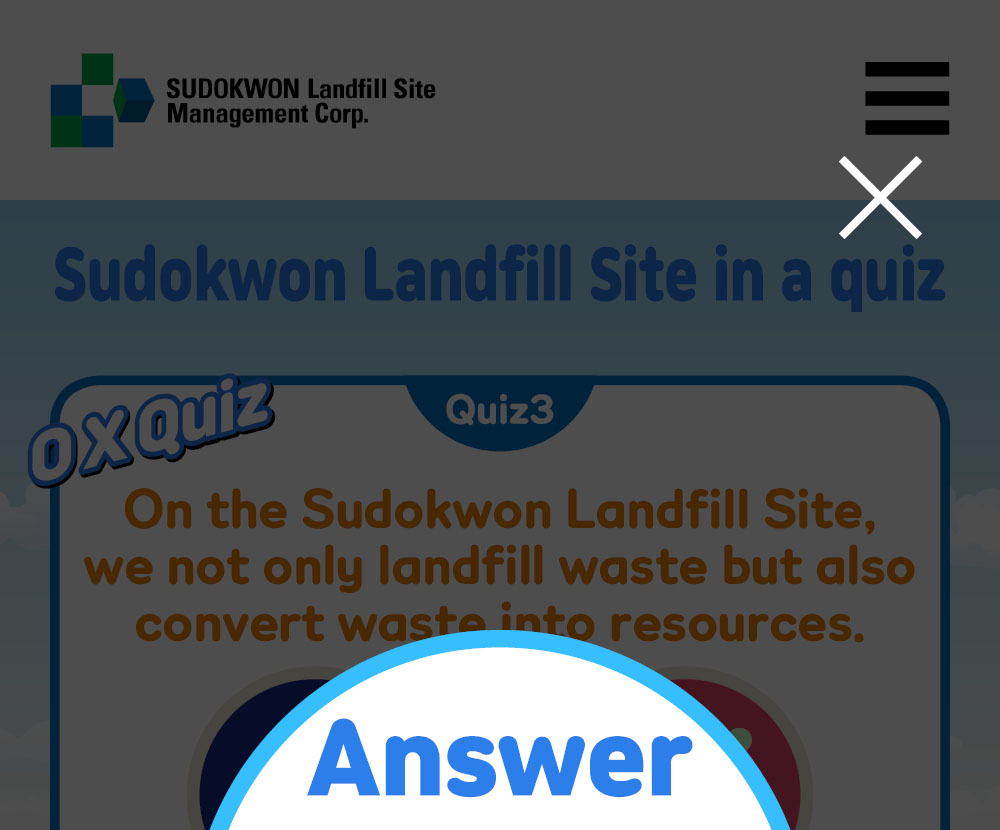 SUDOKWON Landfill Site
Management Corp.
Sudokwon Landfill Site in a quiz
O X Quiz
Quiz3
On the Sudokwon Landfill Site,
we not only landfill waste but also
convert waste into resources.
Answer